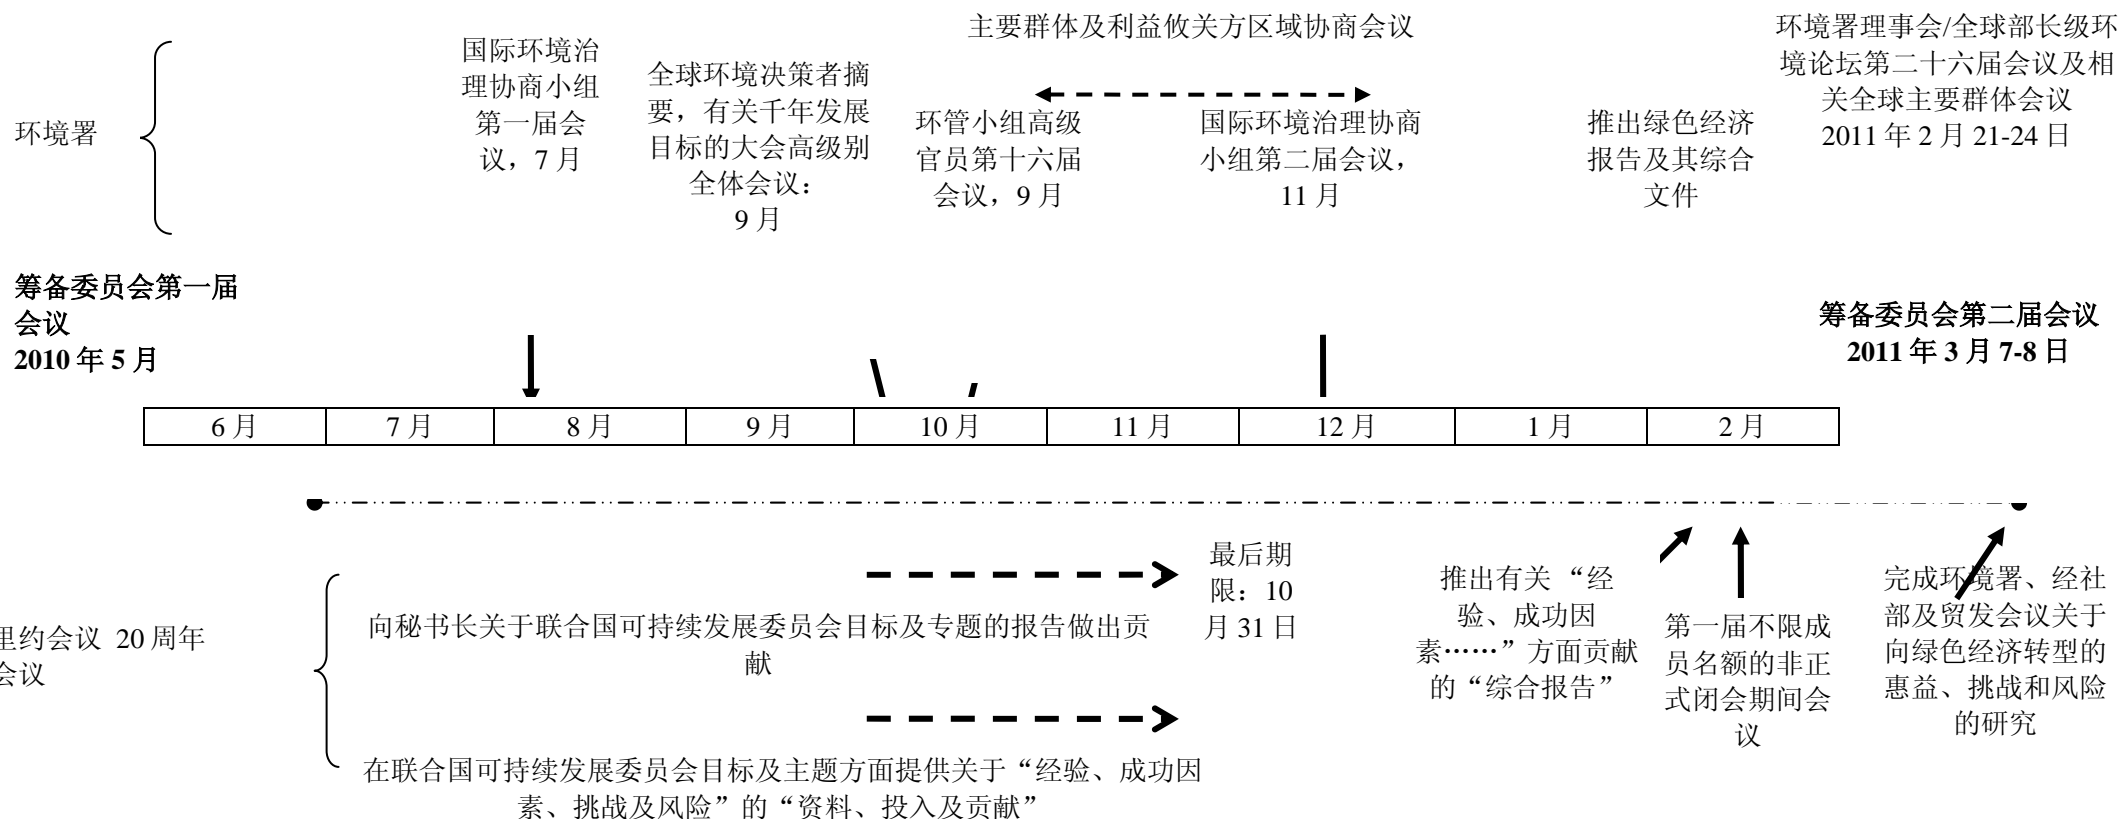 主要群体及利益攸关方区域协商会议
环境署
国际环境治
理协商小组
第一届会
议，7 月
全球环境决策者摘
要，有关千年发展
目标的大会高级别
全体会议：
9 月
环管小组高级
官员第十六届
会议，9 月
国际环境治理协商
小组第二届会议，
11 月
推出绿色经济
报告及其综合
文件
环境署理事会/全球部长级环
境论坛第二十六届会议及相
关全球主要群体会议
2011 年 2 月 21-24 日
筹备委员会第一届
会议
2010 年 5 月
筹备委员会第二届会议
2011 年 3 月 7-8 日
6 月 7 月 8 月 9 月 10 月 11 月 12 月 1 月 2 月
里约会议 20 周年
会议
向秘书长关于联合国可持续发展委员会目标及专题的报告做出贡
献
最后期
限：10
月 31 日
在联合国可持续发展委员会目标及主题方面提供关于“经验、成功因
素、挑战及风险”的“资料、投入及贡献”
推出有关 “经
验、成功因
素……”方面贡献
的“综合报告”
第一届不限成
员名额的非正
式闭会期间会
议
完成环境署、经社
部及贸发会议关于
向绿色经济转型的
惠益、挑战和风险
的研究